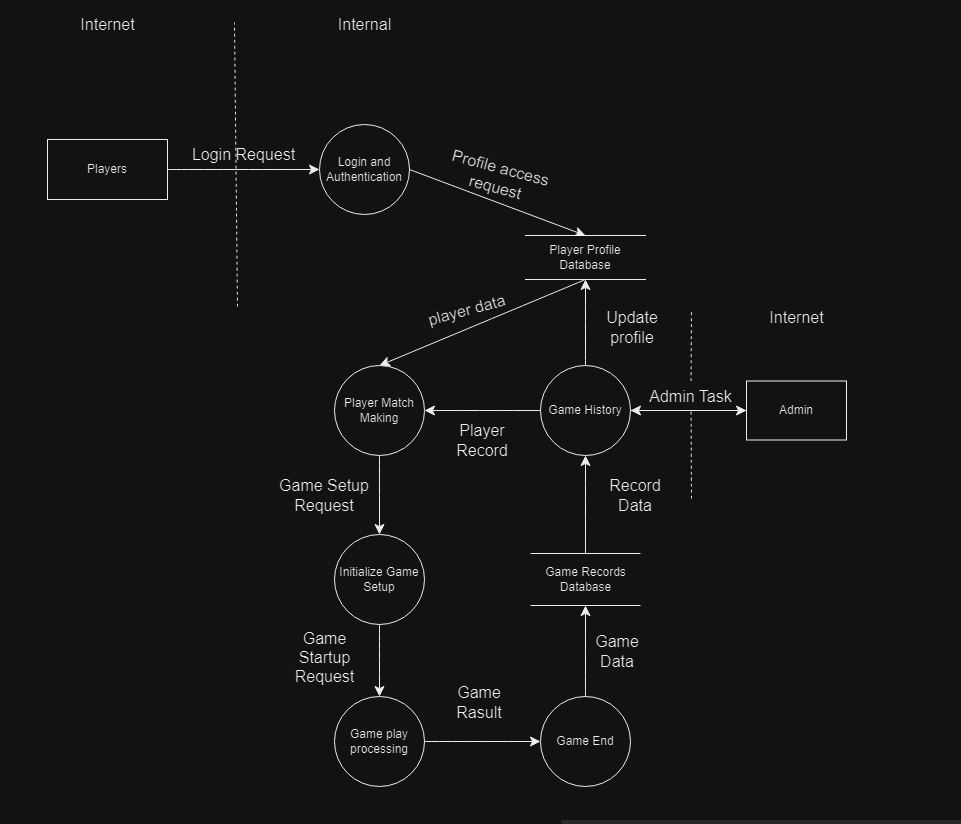 Internet
Internal
Players
Login Request
Login and
Authentication
Profile access
request
Player Profile
Database
player data
Update
profile
Internet
Player Match
Making
Player
Record
Game History
Admin Task
Admin
Game Setup
Request
Record
Data
Initialize Game
Setup
Game Records
Database
Game
Startup
Request
Game
Data
Game
Rasult
Game play
processing
Game End